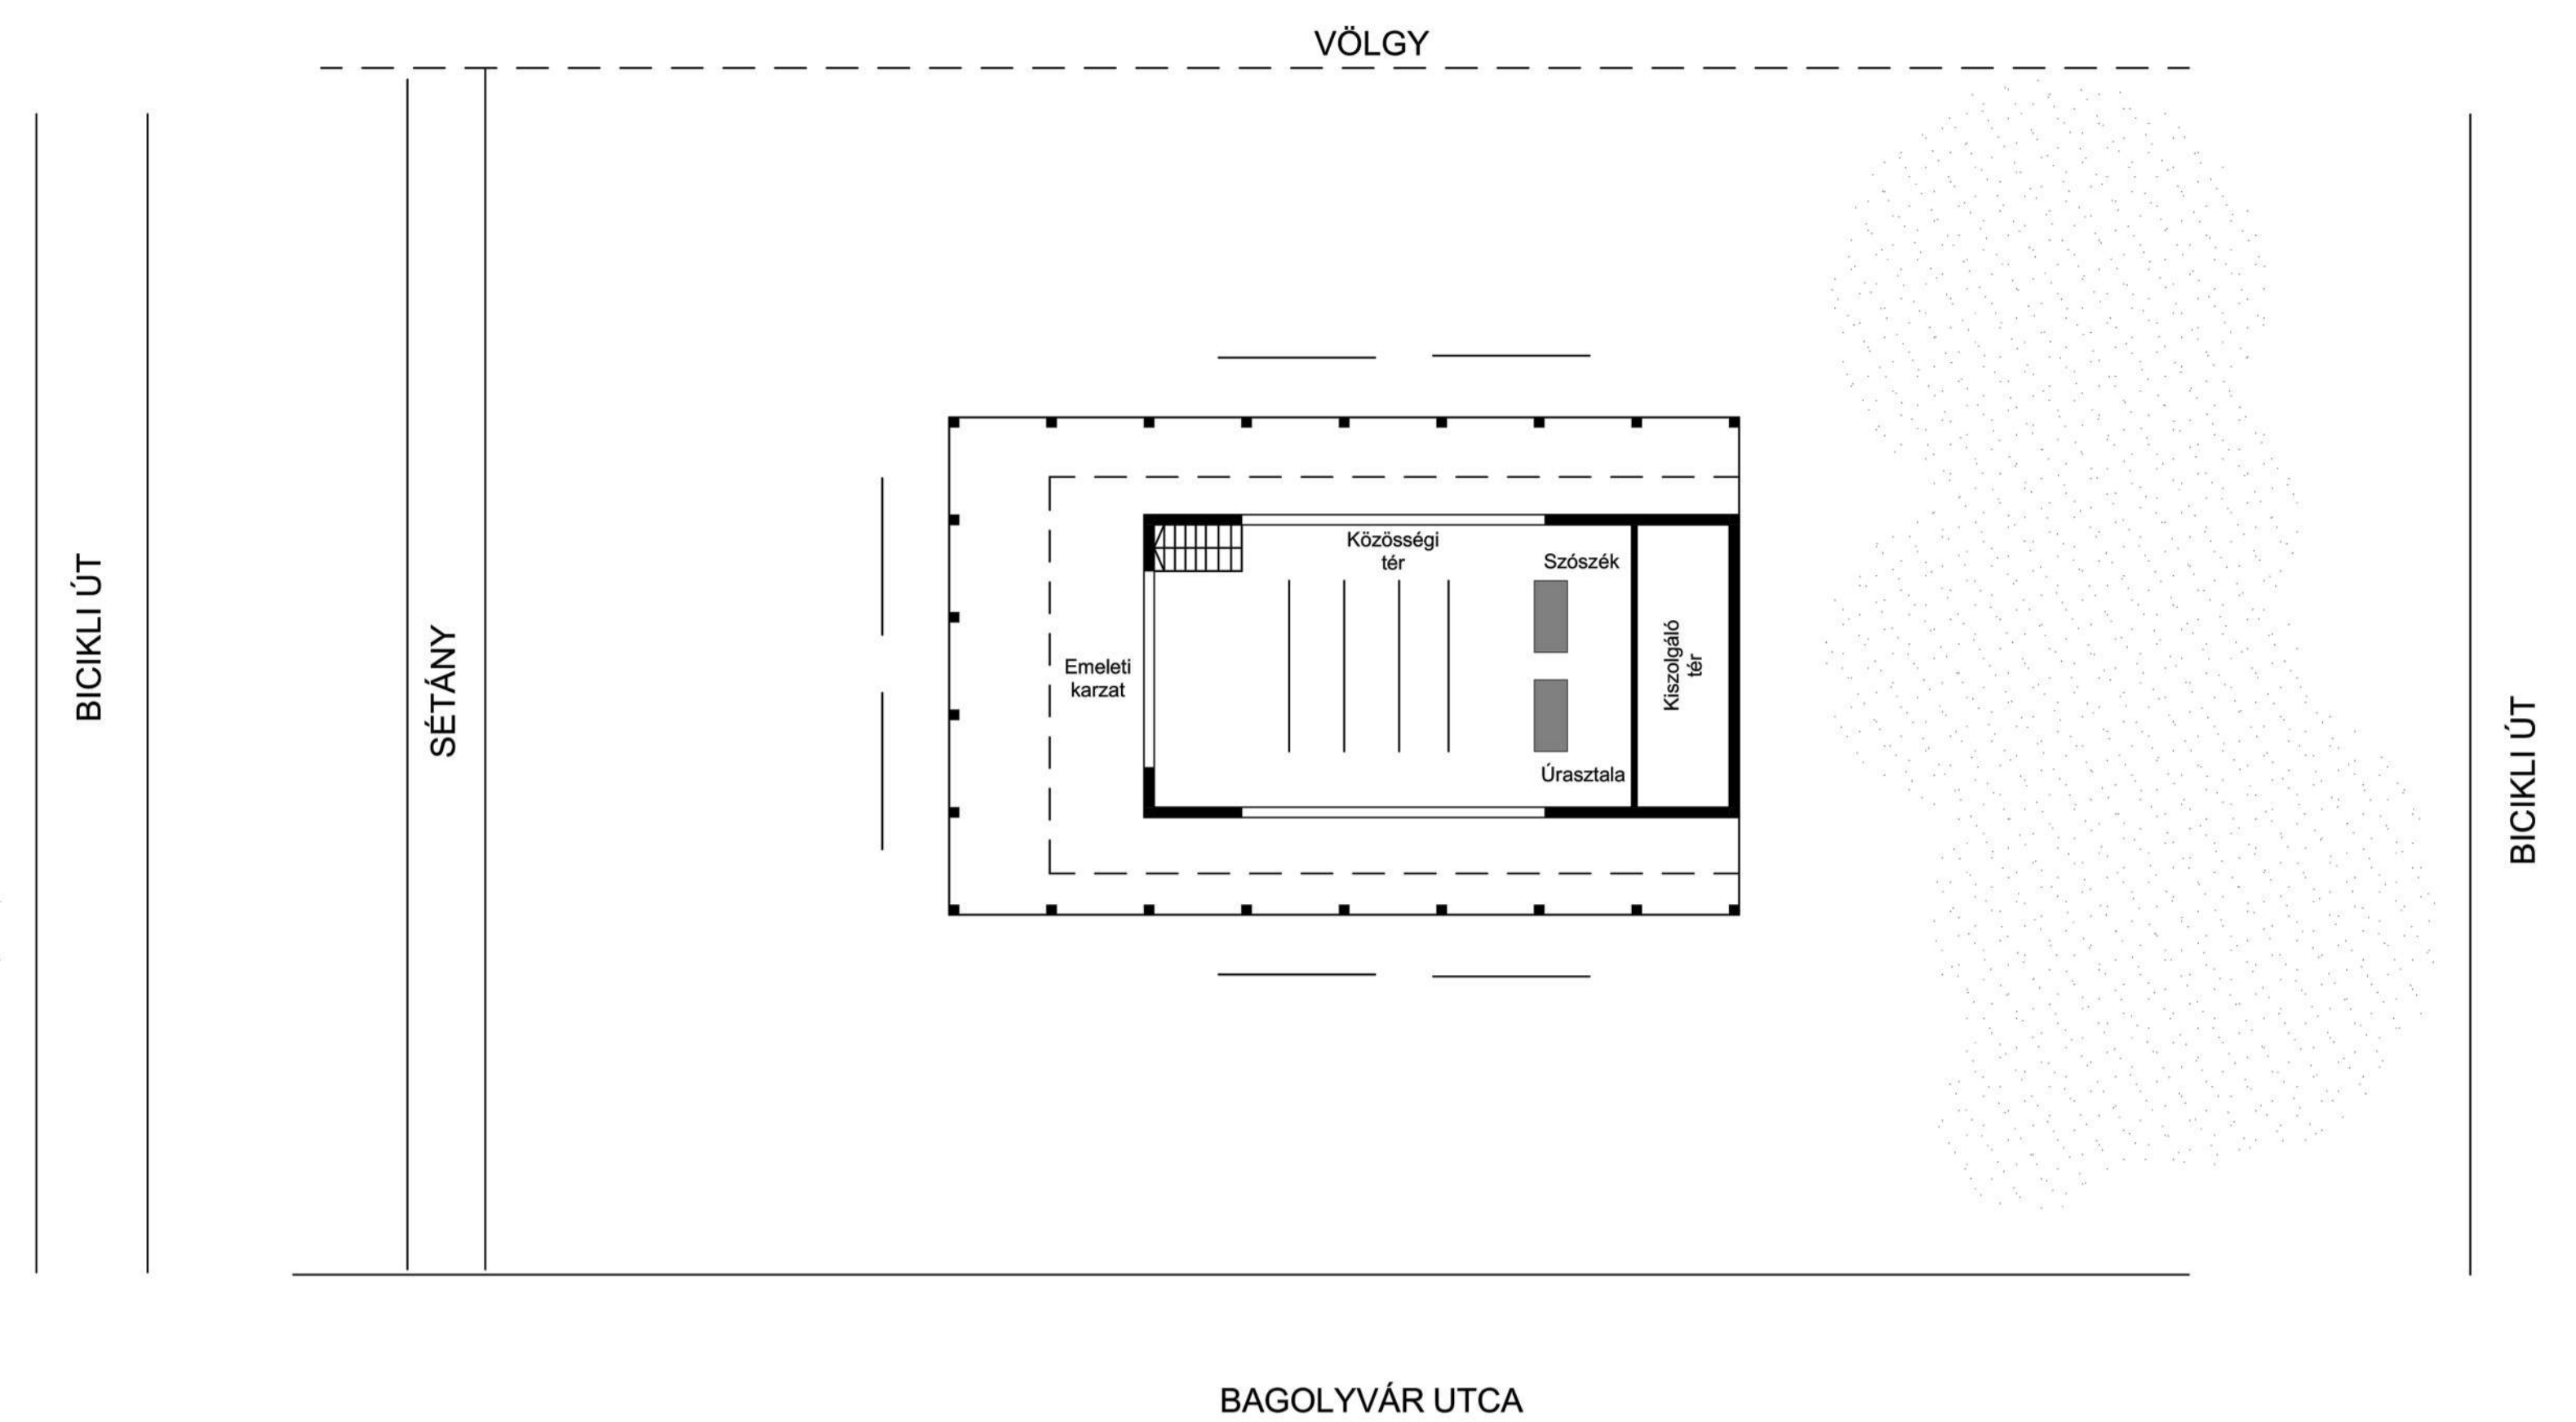 VÖLGY
BICIKLI ÚT
SÉTÁNY
Közösségi
tér
Szószék
Emeleti
karzat
Kiszolgáló
tér
Úrasztala
BICIKLI ÚT
BAGOLYVÁR UTCA